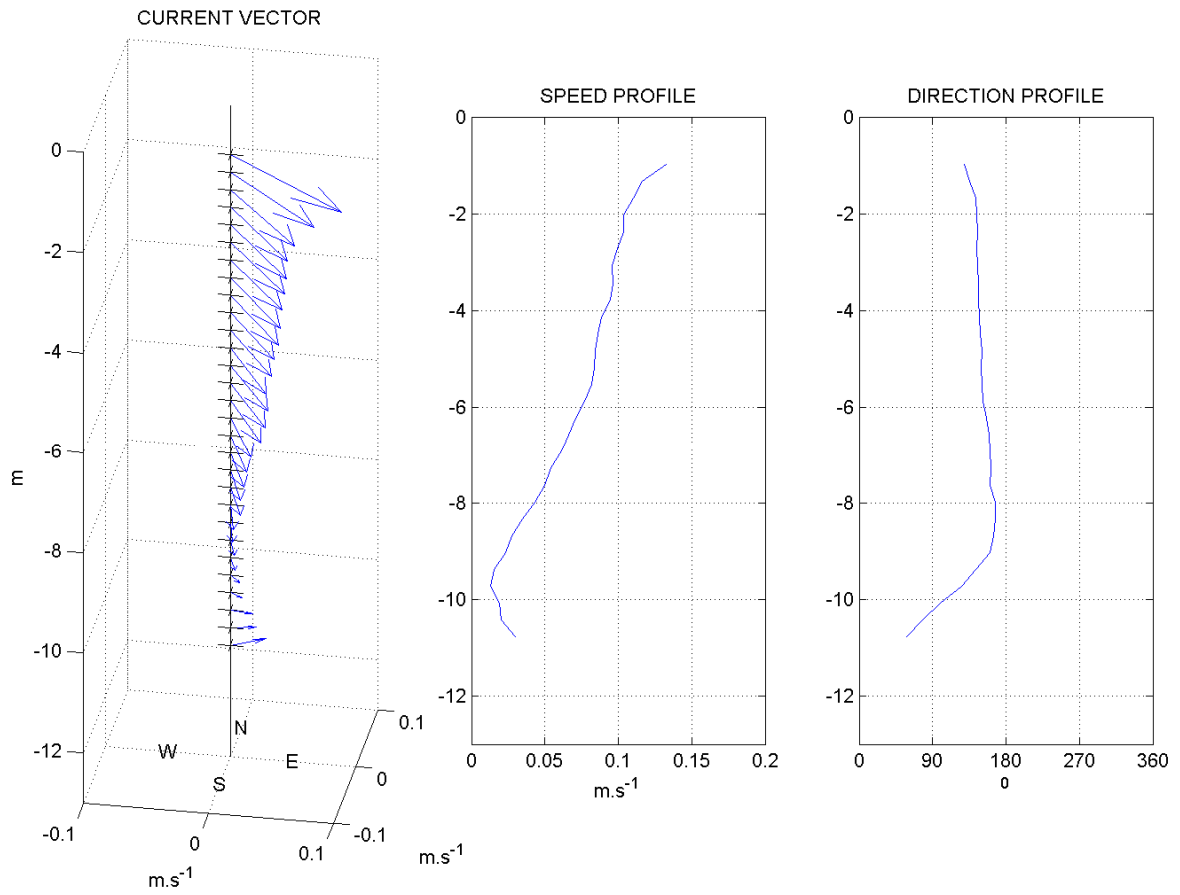 CURRENT VECTOR
0
-2
-4
-6
-8
-10
-12
m
N
W
E
S
0.1
0
-0.1
m.s-1
-0.1
0
0.1
m.s-1
SPEED PROFILE
0
-2
-4
-6
-8
-10
-12
0 0.05 0.1 0.15 0.2
m.s-1
DIRECTION PROFILE
0
-2
-4
-6
-8
-10
-12
0 90 180 270 360
0